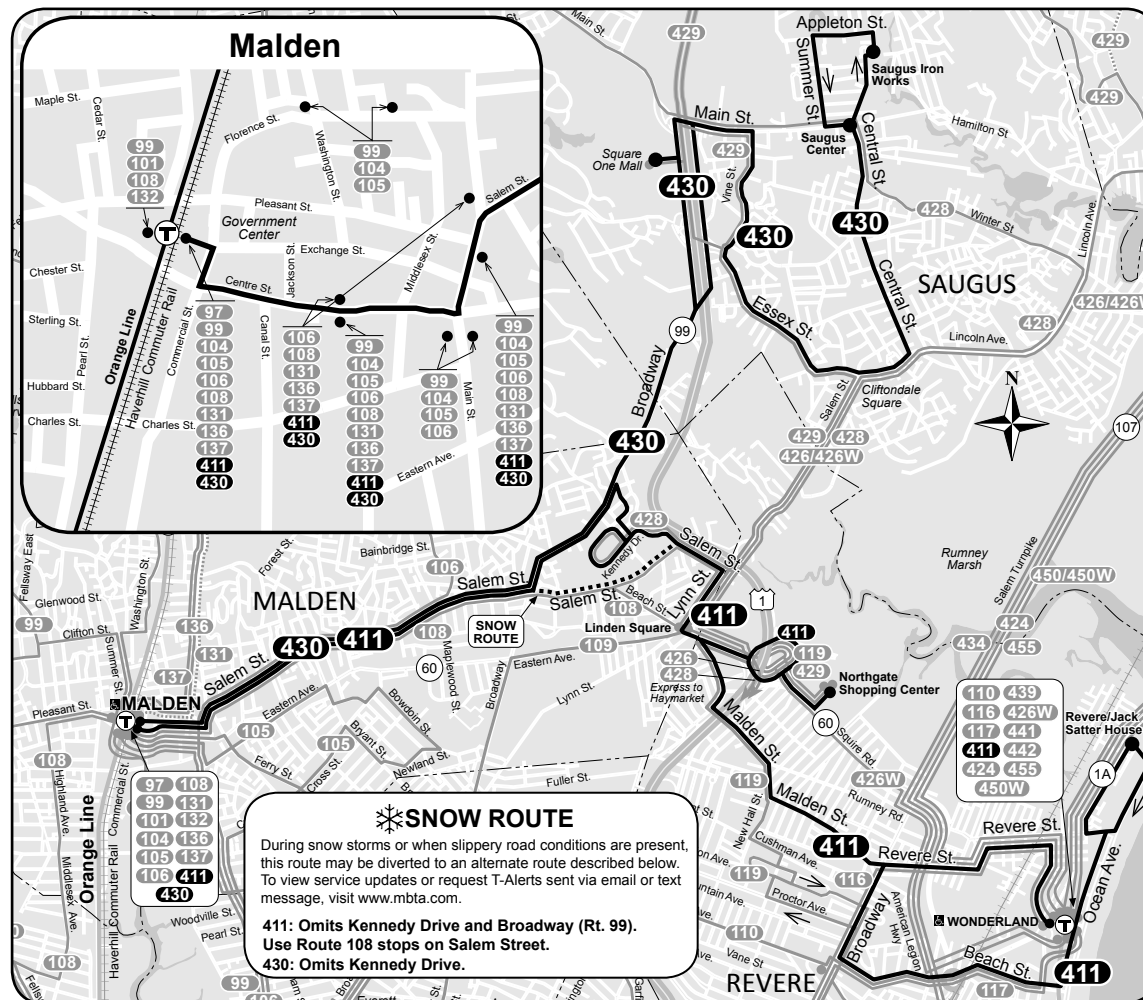 Malden
Maple St.
Cedar St.
Florence St.
Washington St.
99
101
108
132
99
104
105
Salem St.
Pleasant St.
Government
Center
Exchange St.
Jackson St.
Middlesex St.
Chester St.
Centre St.
Sterling St.
Pearl St.
Orange Line
Haverhill Commuter Rail
Commercial St.
Canal St.
Hubbard St.
Charles St.
Charles St.
Main St.
Eastern Ave.
T
97
99
104
105
106
108
131
136
137
411
430
106
108
131
136
137
411
430
99
104
105
106
108
131
136
137
411
430
99
104
105
106
99
104
105
106
108
131
136
137
411
430
Main St.
429
Appleton St.
Summer St.
Saugus Iron
Works
429
429
Main St.
Saugus
Center
Central St.
Hamilton St
Square
One Mall
429
Vine St.
430
430
430
428
Winter St
Lincoln Ave.
SAUGUS
426/426W
99
Essex St.
Central St.
428
Lincoln Ave.
Broadway
Salem St.
Cliftondale
Square
N
107
430
429
428
426/426W
428
Kennedy Dr.
Salem St.
Rumney
Marsh
Salem Turnpike
450/450W
424
434
455
Fellsway East
Washington St.
Forest St.
Bainbridge St.
106
Salem St.
Salem St.
Beach St.
108
Lynn St.
411
1
Glenwood St.
99
MALDEN
SNOW
ROUTE
Linden Square
411
119
429
Clifton St.
136
Summer St.
131
Salem St.
430
411
108
60
Maplewood St.
Broadway
Eastern Ave.
109
426
428
Express to
Haymarket
Northgate
Shopping Center
137
MALDEN
Pleasant St.
T
Lynn St.
Malden St.
60
Squire Rd.
110
439
116
426W
117
441
411
442
424
455
450W
Revere/Jack
Satter House
1A
Eastern Ave.
105
105
Bowdoin St.
Bryant St.
Newland St.
Ferry St.
Cross St.
Fuller St.
108
Highland Ave.
Commercial St.
119
426W
Rumney Rd.
New Hall St.
Malden St.
411
Revere St.
Revere St.
Ocean Ave.
Cushman Ave.
119
116
Proctor Ave.
110
Vane St.
Broadway
American Legion
Hwy
WONDERLAND
T
Beach St.
411
117
REVERE
Orange Line
Haverhill Commuter Rail
Middlesex Ave.
97
108
99
131
101
132
104
136
105
137
106
411
430
Woodville St.
Pearl St.
108
99
SNOW ROUTE
During snow storms or when slippery road conditions are present,
this route may be diverted to an alternate route described below.
To view service updates or request T-Alerts sent via email or text
message, visit www.mbta.com.
411: Omits Kennedy Drive and Broadway (Rt. 99).
Use Route 108 stops on Salem Street.
430: Omits Kennedy Drive.